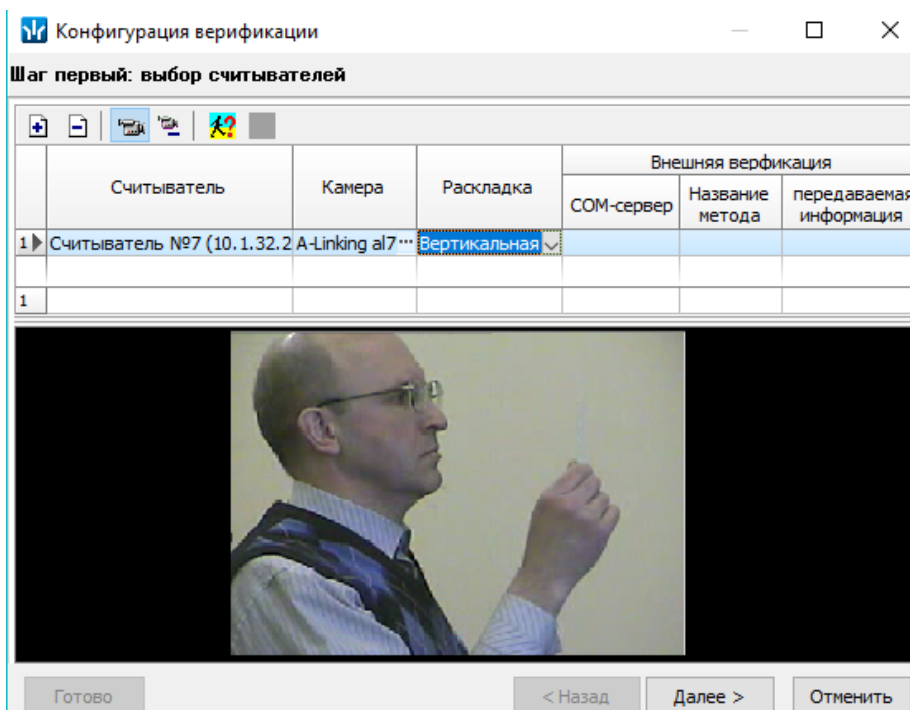 Конфигурация верификации
Шаг первый: выбор считывателей
Внешняя верфикация
Считыватель Камера Раскладка COM-сервер Название метода передаваемая информация
1 Считыватель №7 (10.1.32.2 A-Linking al7 ... Вертикальная
1
Готово < Назад Далее > Отменить